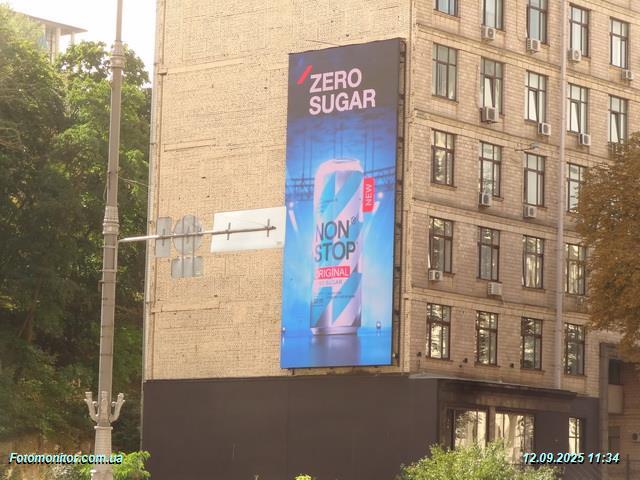 ZERO
SUGAR
NEW
NON
STOP
ORIGINAL
Fotomonitor.com.ua
12.09.2025 11:34